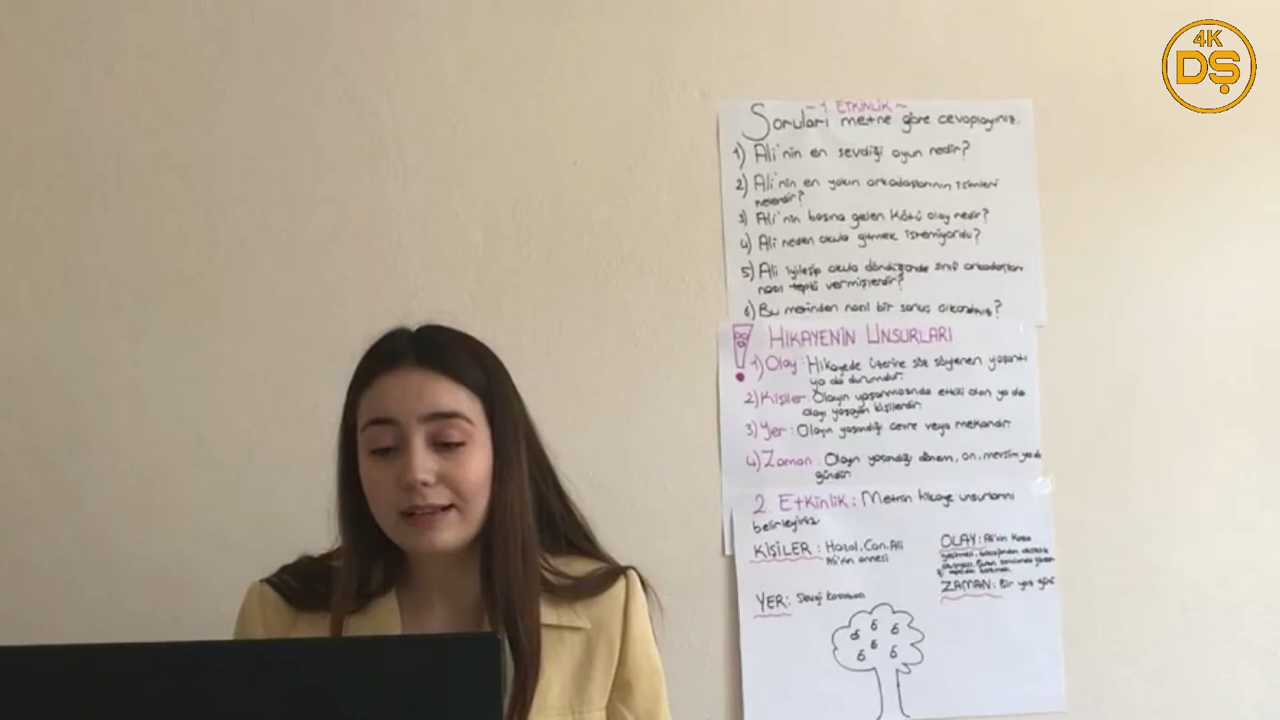 4K
DŞ
~ 1. ETKİNLİK ~
Soruları metne göre cevaplayınız.
1) Ali'nin en sevdiği oyun nedir?
2) Ali'nin en yakın arkadaşlarının isimleri
nelerdir?
3) Ali'nin başına gelen kötü olay nedir?
4) Ali neden okula gitmek istemiyordu?
5) Ali iyileşip okula döndüğünde sınıf arkadaşları
nasıl tepki vermişlerdir?
6) Bu metinden nasıl bir sonuç
HİKAYENİN UNSURLARI
1) Olay: Hikayede üzerine söz söylenen yaşantı
ya da durumdur.
2) Kişiler: Olayın yaşanmasında etkili olan ya da
olayı yaşayan kişilerdir.
3) Yer: Olayın yaşandığı çevre veya mekandır.
4) Zaman: Olayın yaşandığı dönem, an, mevsim ya da
gündür.
2. Etkinlik: Metnin hikaye unsurlarını
belirleyiniz.
KİŞİLER: Hazal, Can, Ali
Ali'nin annesi
OLAY: Ali'nin kaza
ZAMAN: Bir yaz günü
YER: Sevgi kasabası